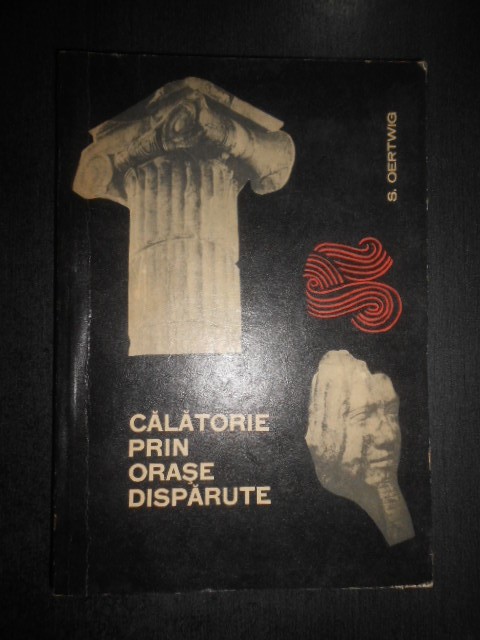 S. OERTWIG
CĂLĂTORIE
PRIN
ORAȘE
DISPĂRUTE